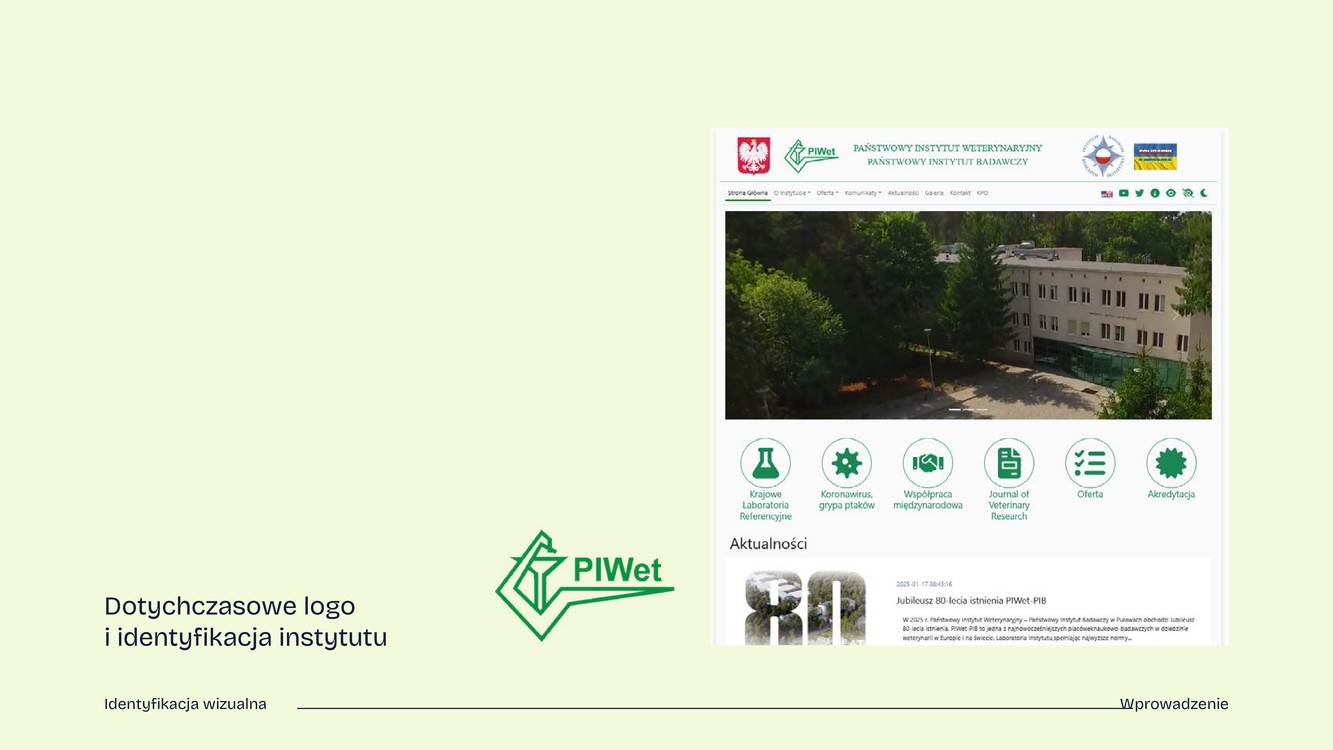 PIWet
PAŃSTWOWY INSTYTUT WETERYNARYJNY
PAŃSTWOWY INSTYTUT BADAWCZY
Strona Główna O Instytucie Oferta Komunikaty Aktualności Galeria Kontakt KPO
Krajowe
Laboratoria
Referencyjne
Koronawirus,
grypa ptaków
Współpraca
międzynarodowa
Journal of
Veterinary
Research
Oferta
Akredytacja
Aktualności
80
2025-01-17 08:43:16
Jubileusz 80-lecia istnienia PIWet-PIB
W 2025 r. Państwowy Instytut Weterynaryjny – Państwowy Instytut Badawczy w Puławach obchodzi Jubileusz
80-lecia istnienia. PIWet-PIB to jedna z najnowocześniejszych placówek naukowo-badawczych w dziedzinie
weterynarii w Europie i na świecie. Laboratoria Instytutu, spełniając najwyższe normy...
PIWet
Dotychczasowe logo
i identyfikacja instytutu
Identyfikacja wizualna
Wprowadzenie